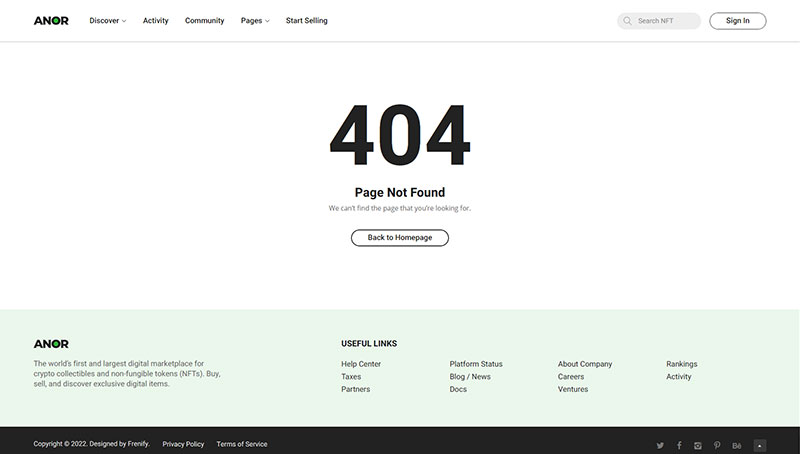 ANOR Discover Activity Community Pages Start Selling Search NFT Sign In
404
Page Not Found
We can't find the page that you're looking for.
Back to Homepage
ANOR
The world's first and largest digital marketplace for
crypto collectibles and non-fungible tokens (NFTs). Buy,
sell, and discover exclusive digital items.
USEFUL LINKS
Help Center Platform Status About Company Rankings
Taxes Blog / News Careers Activity
Partners Docs Ventures
Copyright © 2022. Designed by Frenify. Privacy Policy Terms of Service